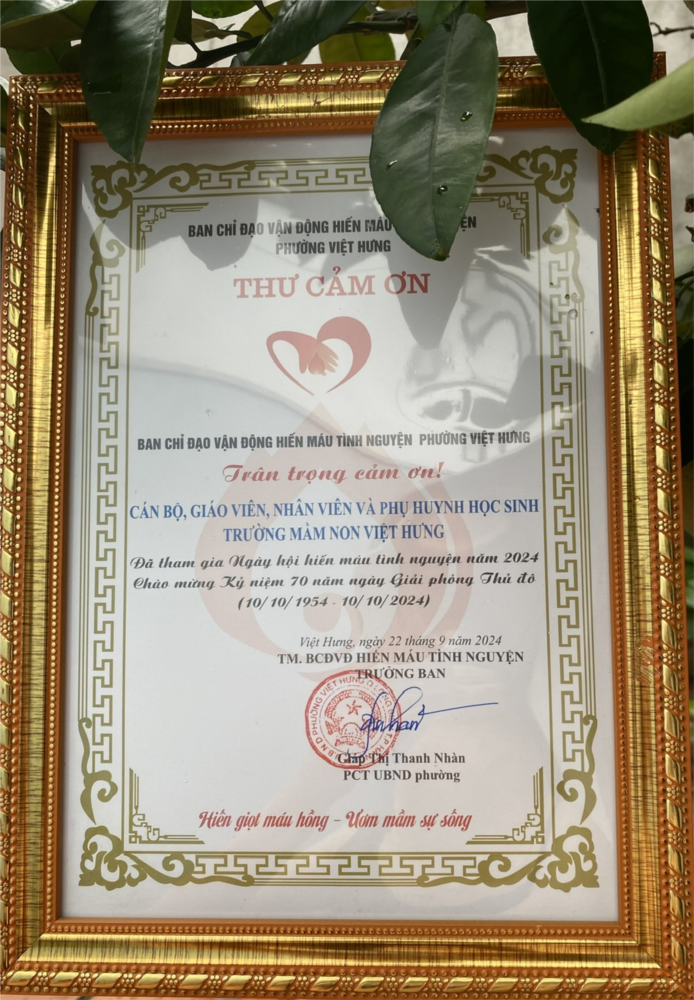 BAN CHỈ ĐẠO VẬN ĐỘNG HIẾN MÁU
PHƯỜNG VIỆT HƯNG
THƯ CẢM ƠN
BAN CHỈ ĐẠO VẬN ĐỘNG HIẾN MÁU TÌNH NGUYỆN PHƯỜNG VIỆT HƯNG
Trân trọng cảm ơn!
CÁN BỘ, GIÁO VIÊN, NHÂN VIÊN VÀ PHỤ HUYNH HỌC SINH
TRƯỜNG MẦM NON VIỆT HƯNG
Đã tham gia Ngày hội hiến máu tình nguyện năm 2024
Chào mừng Kỷ niệm 70 năm ngày Giải phóng Thủ đô
(10/10/1954 - 10/10/2024)
Việt Hưng, ngày 22 tháng 9 năm 2024
TM. BCĐVĐ HIẾN MÁU TÌNH NGUYỆN
TRƯỞNG BAN
Giáp Thị Thanh Nhàn
PCT UBND phường
Hiến giọt máu hồng - Ươm mầm sự sống